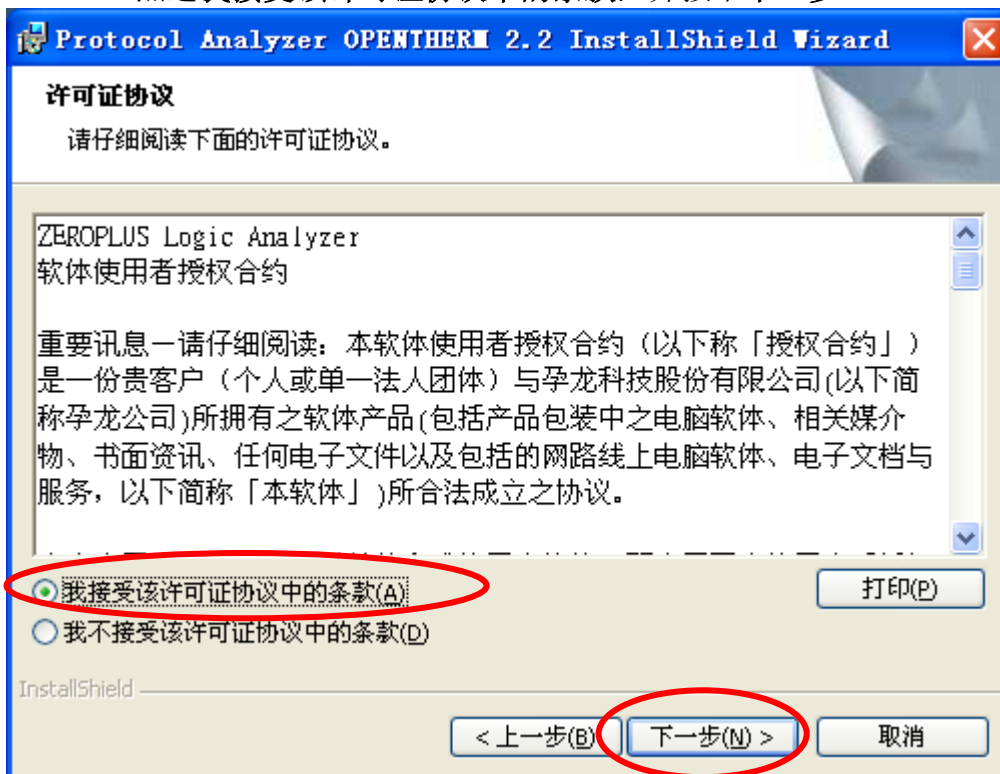 Protocol Analyzer OPENTHERM 2.2 InstallShield Wizard
许可证协议
请仔细阅读下面的许可证协议。
ZEROPLUS Logic Analyzer
软体使用者授权合约
重要讯息－请仔细阅读：本软体使用者授权合约（以下称「授权合约」）
是一份贵客户（个人或单一法人团体）与孕龙科技股份有限公司(以下简
称孕龙公司)所拥有之软体产品(包括产品包装中之电脑软体、相关媒介
物、书面资讯、任何电子文件以及包括的网路线上电脑软体、电子文档与
服务，以下简称「本软体」)所合法成立之协议。
我接受该许可证协议中的条款(A)
打印(P)
我不接受该许可证协议中的条款(D)
InstallShield
< 上一步(B)
下一步(N) >
取消